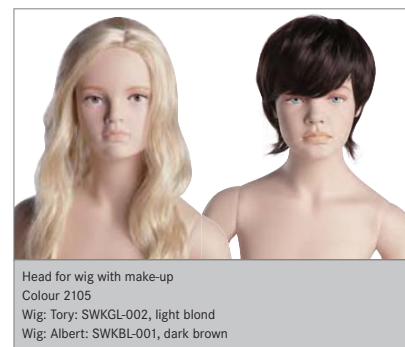 Head for wig with make-up
Colour 2105
Wig: Tory: SWKGL-002, light blond
Wig: Albert: SWKBL-001, dark brown